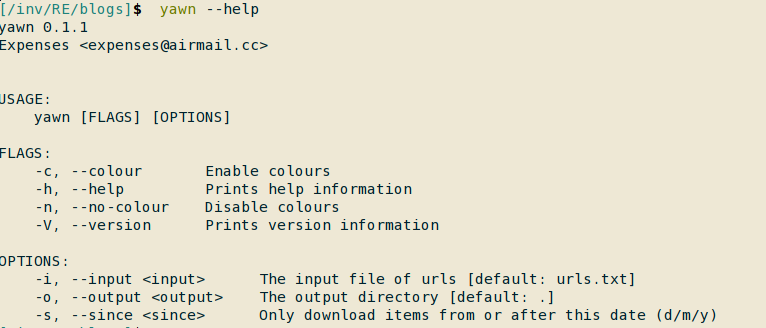 [/inv/RE/blogs]$  yawn --help
yawn 0.1.1
Expenses <expenses@airmail.cc>
USAGE:
    yawn [FLAGS] [OPTIONS]
FLAGS:
    -c, --colour       Enable colours
    -h, --help         Prints help information
    -n, --no-colour    Disable colours
    -V, --version      Prints version information
OPTIONS:
    -i, --input <input>      The input file of urls [default: urls.txt]
    -o, --output <output>    The output directory [default: .]
    -s, --since <since>      Only download items from or after this date (d/m/y)